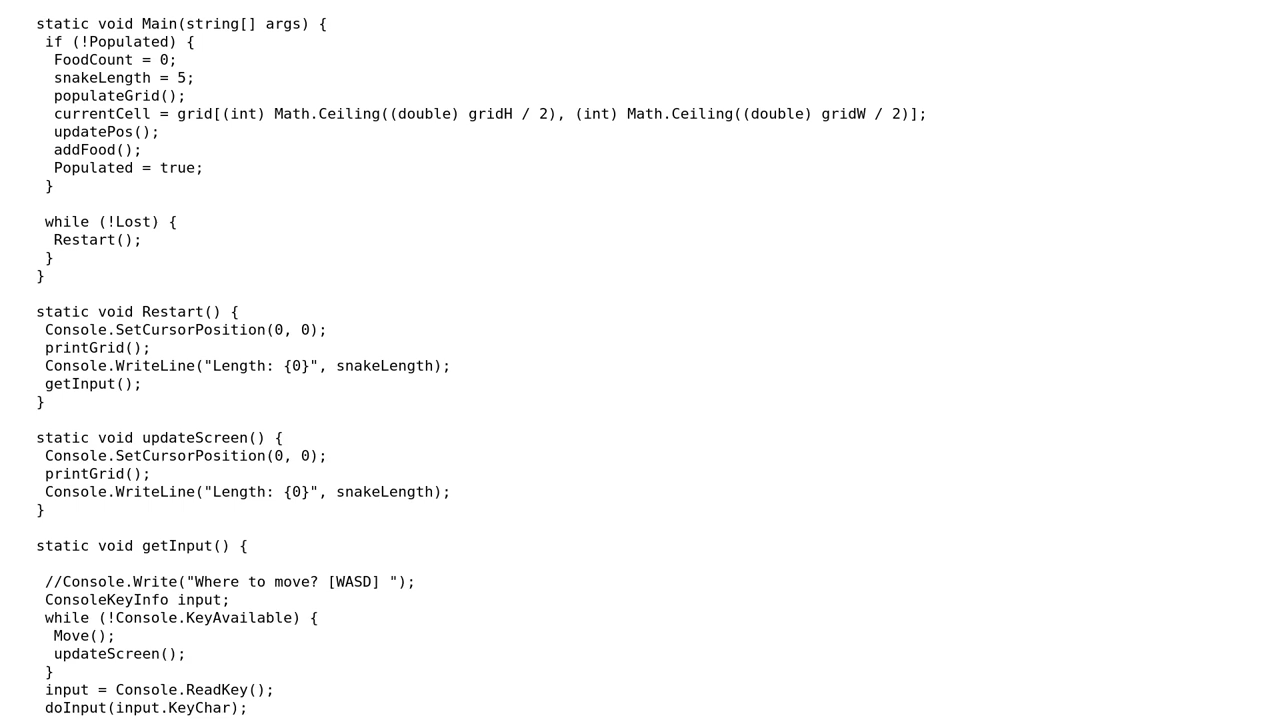 static void Main(string[] args) {
if (!Populated) {
FoodCount = 0;
snakeLength = 5;
populateGrid();
currentCell = grid[(int) Math.Ceiling((double) gridH / 2), (int) Math.Ceiling((double) gridW / 2)];
updatePos();
addFood();
Populated = true;
}
while (!Lost) {
Restart();
}
}
static void Restart() {
Console.SetCursorPosition(0, 0);
printGrid();
Console.WriteLine("Length: {0}", snakeLength);
getInput();
}
static void updateScreen() {
Console.SetCursorPosition(0, 0);
printGrid();
Console.WriteLine("Length: {0}", snakeLength);
}
static void getInput() {
//Console.Write("Where to move? [WASD] ");
ConsoleKeyInfo input;
while (!Console.KeyAvailable) {
Move();
updateScreen();
}
input = Console.ReadKey();
doInput(input.KeyChar);